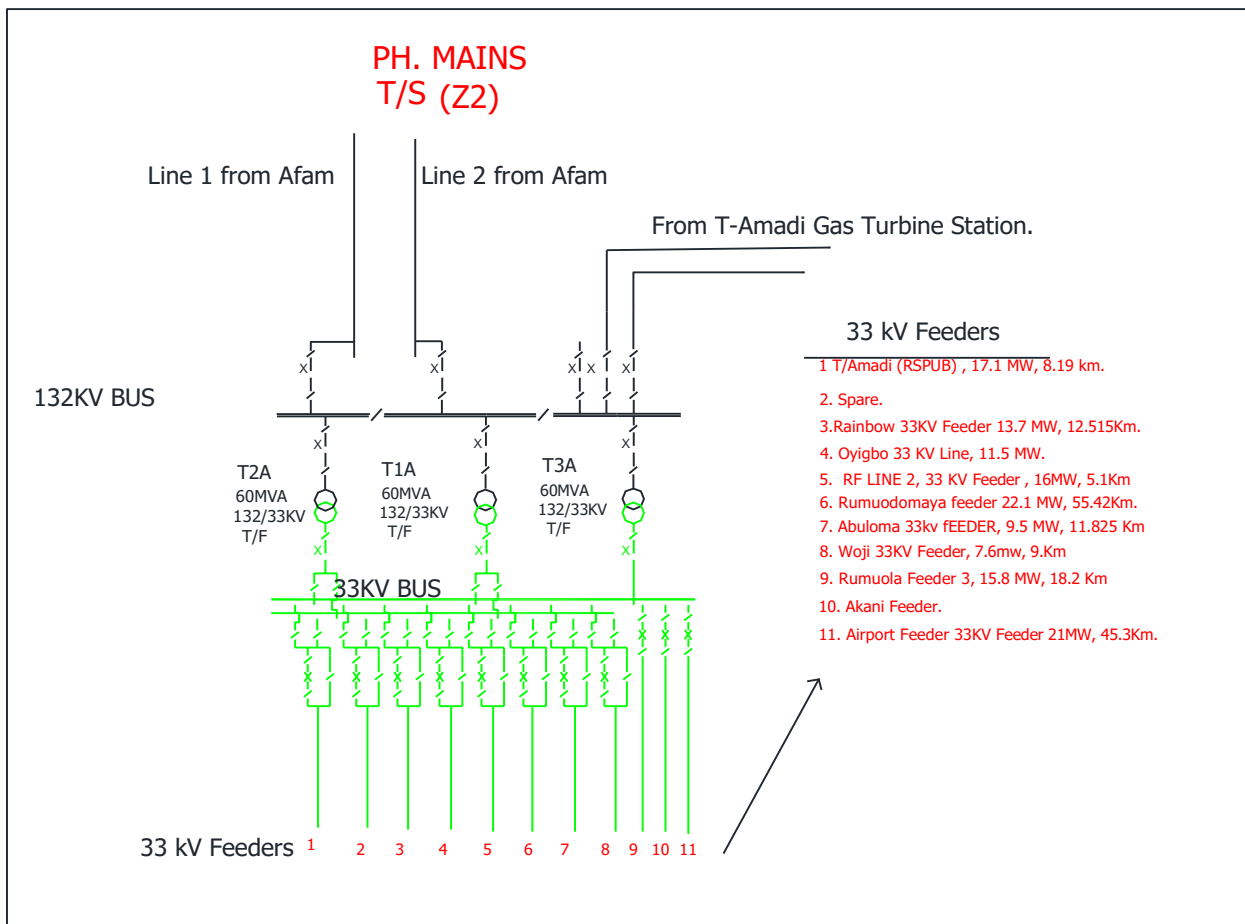 PH. MAINS
T/S (Z2)
Line 1 from Afam
Line 2 from Afam
From T-Amadi Gas Turbine Station.
33 kV Feeders
1 T/Amadi (RSPUB) , 17.1 MW, 8.19 km.
2. Spare.
3.Rainbow 33KV Feeder 13.7 MW, 12.515Km.
4. Oyigbo 33 KV Line, 11.5 MW.
5. RF LINE 2, 33 KV Feeder , 16MW, 5.1Km
6. Rumuodomaya feeder 22.1 MW, 55.42Km.
7. Abuloma 33kv fEEDER, 9.5 MW, 11.825 Km
8. Woji 33KV Feeder, 7.6mw, 9.Km
9. Rumuola Feeder 3, 15.8 MW, 18.2 Km
10. Akani Feeder.
11. Airport Feeder 33KV Feeder 21MW, 45.3Km.
132KV BUS
X
X
X
X
X
X
X
X
T2A
60MVA
132/33KV
T/F
T1A
60MVA
132/33KV
T/F
T3A
60MVA
132/33KV
T/F
X
X
X
33KV BUS
33 kV Feeders
1 2 3 4 5 6 7 8 9 10 11